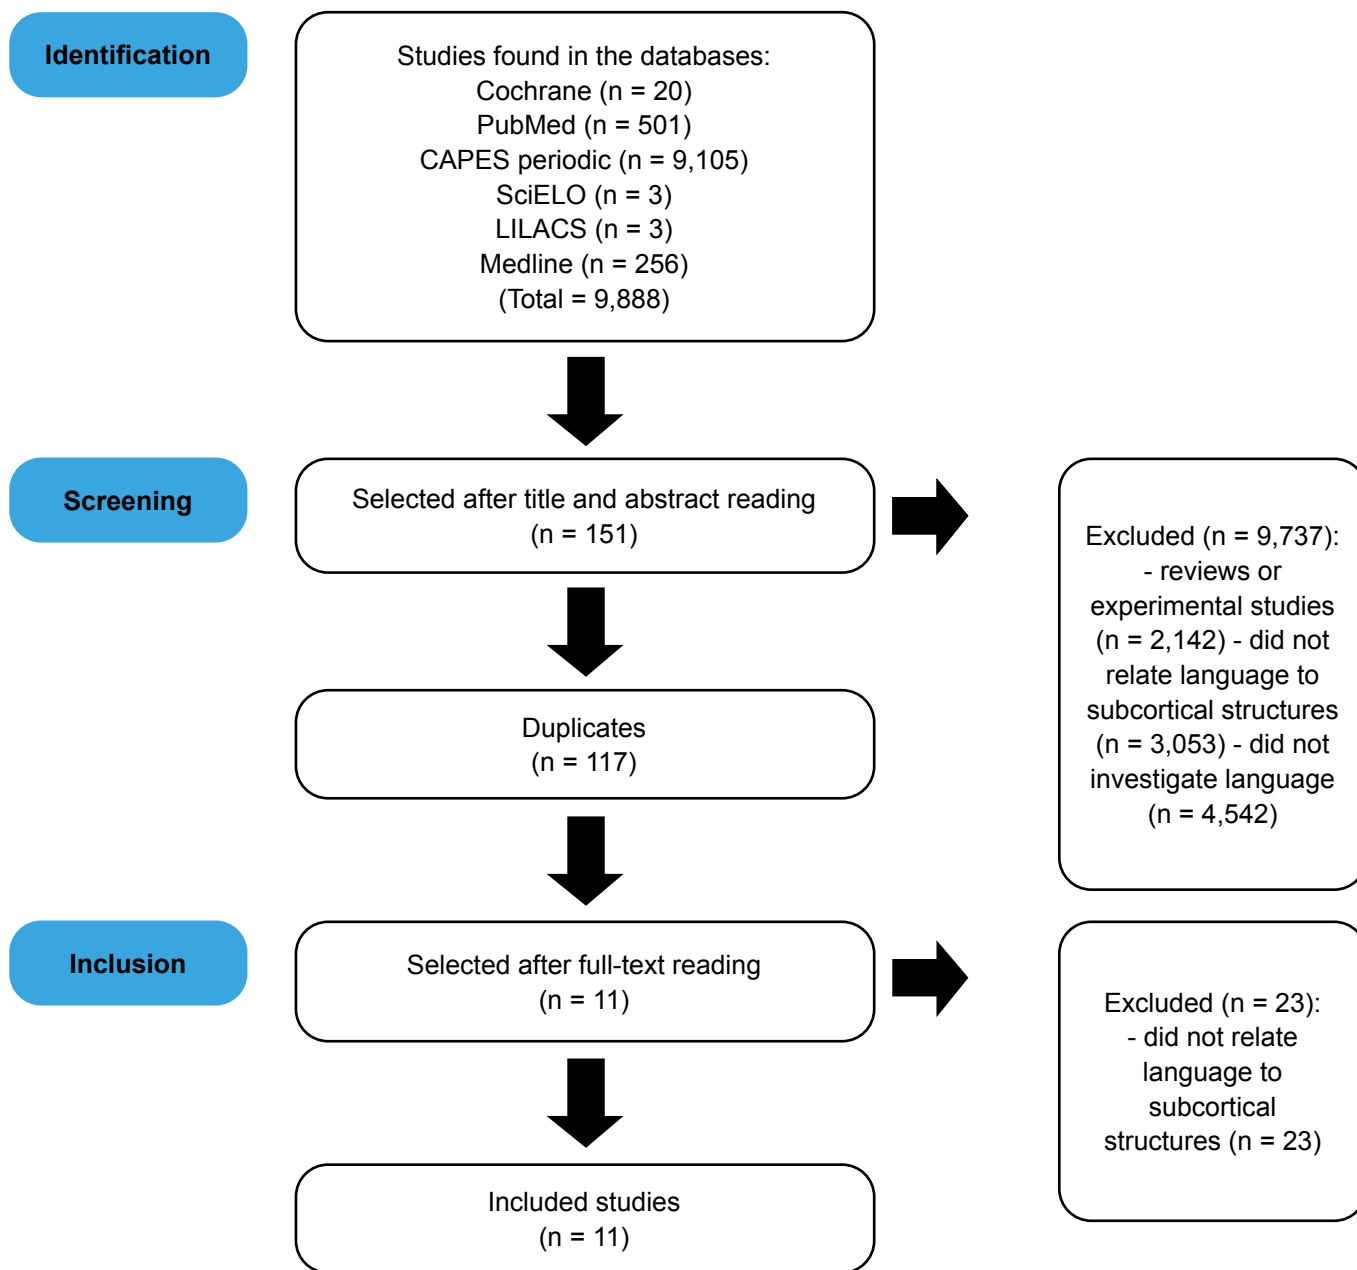 Identification
Studies found in the databases:
Cochrane (n = 20)
PubMed (n = 501)
CAPES periodic (n = 9,105)
SciELO (n = 3)
LILACS (n = 3)
Medline (n = 256)
(Total = 9,888)
Screening
Selected after title and abstract reading
(n = 151)
Excluded (n = 9,737):
- reviews or
experimental studies
(n = 2,142) - did not
relate language to
subcortical structures
(n = 3,053) - did not
investigate language
(n = 4,542)
Duplicates
(n = 117)
Inclusion
Selected after full-text reading
(n = 11)
Excluded (n = 23):
- did not relate
language to
subcortical
structures (n = 23)
Included studies
(n = 11)